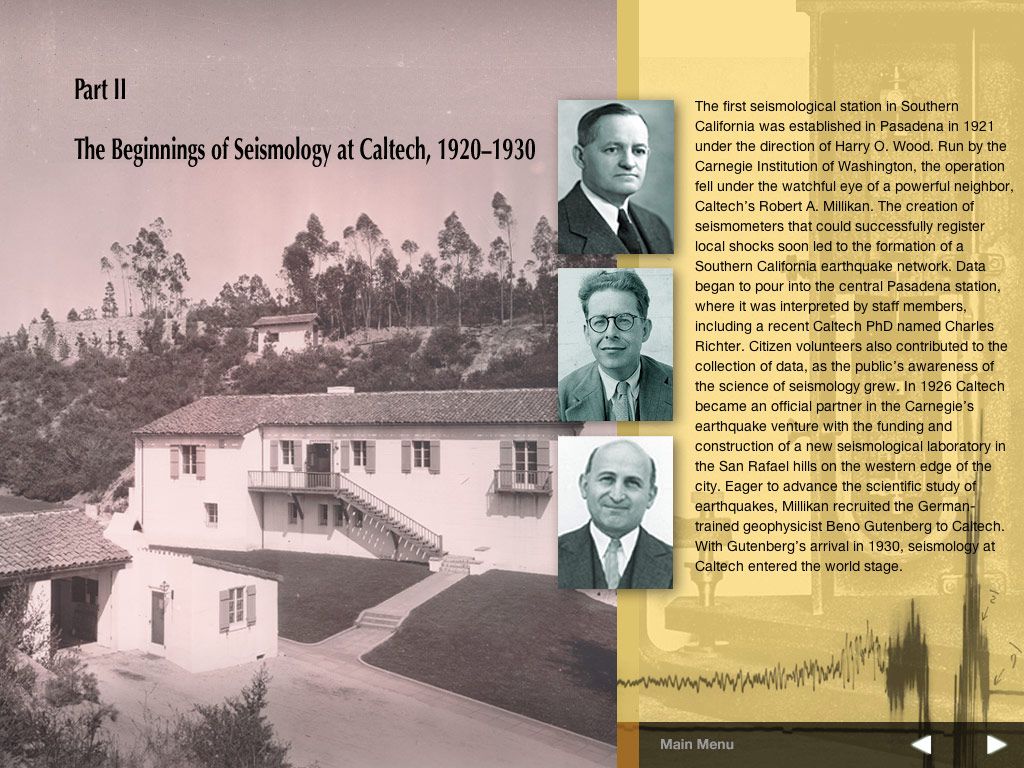 Part II
The Beginnings of Seismology at Caltech, 1920–1930
The first seismological station in Southern
California was established in Pasadena in 1921
under the direction of Harry O. Wood. Run by the
Carnegie Institution of Washington, the operation
fell under the watchful eye of a powerful neighbor,
Caltech’s Robert A. Millikan. The creation of
seismometers that could successfully register
local shocks soon led to the formation of a
Southern California earthquake network. Data
began to pour into the central Pasadena station,
where it was interpreted by staff members,
including a recent Caltech PhD named Charles
Richter. Citizen volunteers also contributed to the
collection of data, as the public’s awareness of
the science of seismology grew. In 1926 Caltech
became an official partner in the Carnegie’s
earthquake venture with the funding and
construction of a new seismological laboratory in
the San Rafael hills on the western edge of the
city. Eager to advance the scientific study of
earthquakes, Millikan recruited the German-
trained geophysicist Beno Gutenberg to Caltech.
With Gutenberg’s arrival in 1930, seismology at
Caltech entered the world stage.
Main Menu